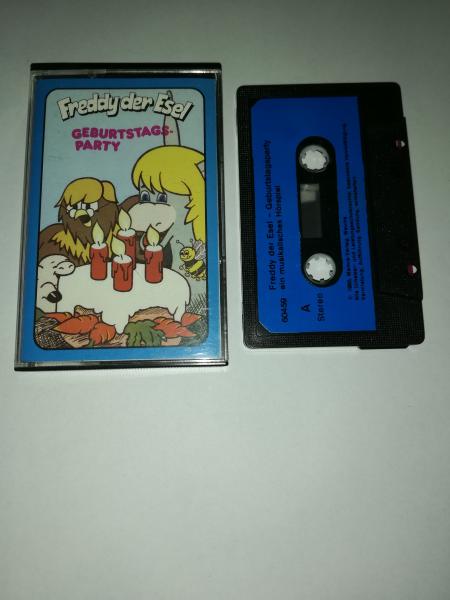 Freddy der Esel
GEBURTSTAGS-
PARTY
Freddy der Esel - Geburtstagsparty
ein musikalisches Hörspiel
60459
A
Stereo